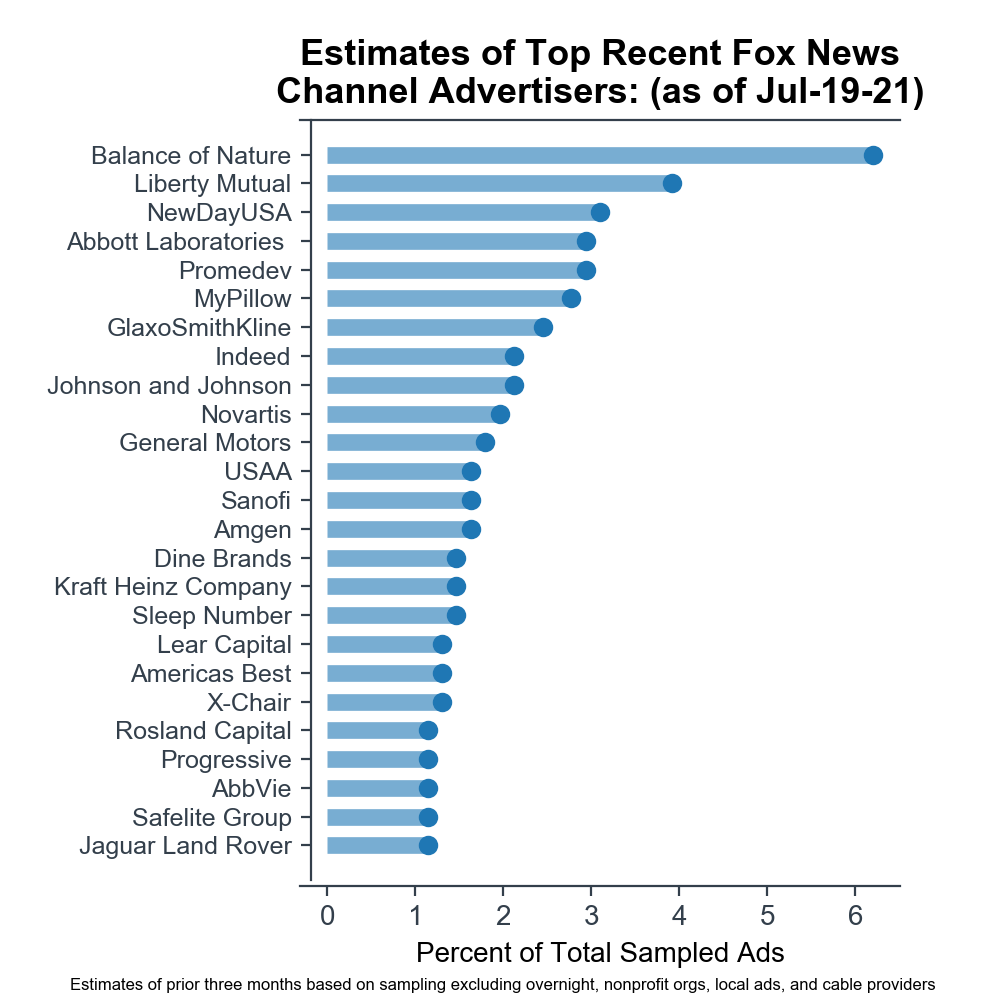 Estimates of Top Recent Fox News
Channel Advertisers: (as of Jul-19-21)
Balance of Nature
Liberty Mutual
NewDayUSA
Abbott Laboratories
Promedev
MyPillow
GlaxoSmithKline
Indeed
Johnson and Johnson
Novartis
General Motors
USAA
Sanofi
Amgen
Dine Brands
Kraft Heinz Company
Sleep Number
Lear Capital
Americas Best
X-Chair
Rosland Capital
Progressive
AbbVie
Safelite Group
Jaguar Land Rover
0 1 2 3 4 5 6
Percent of Total Sampled Ads
Estimates of prior three months based on sampling excluding overnight, nonprofit orgs, local ads, and cable providers